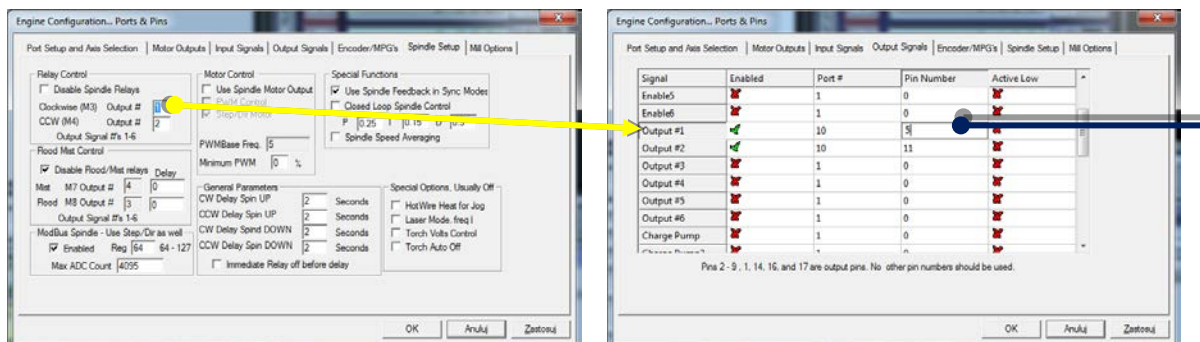 Engine Configuration... Ports & Pins
Port Setup and Axis Selection Motor Outputs Input Signals Output Signals Encoder/MPG's Spindle Setup Mill Options
Relay Control
Disable Spindle Relays
Clockwise (M3) Output # 1
CCW (M4) Output # 2
Output Signal #'s 1-6
Flood Mist Control
Disable Flood/Mist relays Delay
Mist M7 Output # 4 0
Flood M8 Output # 3 0
Output Signal #'s 1-6
ModBus Spindle - Use Step/Dir as well
Enabled Reg 64 64 - 127
Max ADC Count 4095
Motor Control
Use Spindle Motor Output
PWM Control
Step/Dir Motor
PWMBase Freq. 5
Minimum PWM 0 %
General Parameters
CW Delay Spin UP 2 Seconds
CCW Delay Spin UP 2 Seconds
CW Delay Spind DOWN 2 Seconds
CCW Delay Spin DOWN 2 Seconds
Immediate Relay off before delay
Special Functions
Use Spindle Feedback in Sync Modes
Closed Loop Spindle Control
P 0.25 I 0.15 D 0.3
Spindle Speed Averaging
Special Options, Usually Off
HotWire Heat for Jog
Laser Mode. freq
Torch Volts Control
Torch Auto Off
OK Anuluj Zastosuj
Engine Configuration... Ports & Pins
Port Setup and Axis Selection Motor Outputs Input Signals Output Signals Encoder/MPG's Spindle Setup Mill Options
Signal Enabled Port # Pin Number Active Low
Enable5 1 0
Enable6 1 0
Output #1 10 5
Output #2 10 11
Output #3 1 0
Output #4 1 0
Output #5 1 0
Output #6 1 0
Charge Pump 1 0
Charge Pump2 1 0
Pins 2 - 9 , 1, 14, 16, and 17 are output pins. No other pin numbers should be used.
OK Anuluj Zastosuj